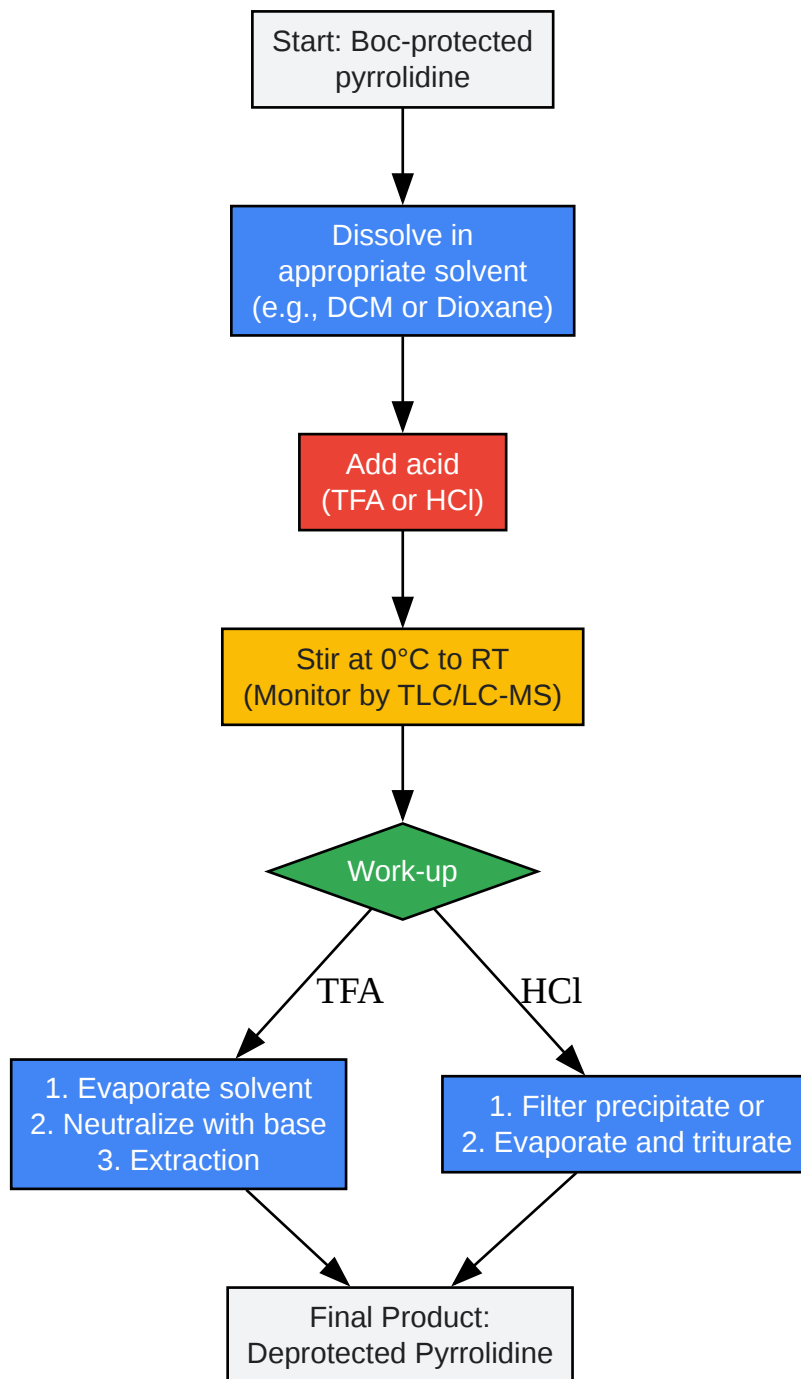 Start: Boc-protected
pyrrolidine
Dissolve in
appropriate solvent
(e.g., DCM or Dioxane)
Add acid
(TFA or HCl)
Stir at 0°C to RT
(Monitor by TLC/LC-MS)
Work-up
TFA
HCl
1. Evaporate solvent
2. Neutralize with base
3. Extraction
1. Filter precipitate or
2. Evaporate and triturate
Final Product:
Deprotected Pyrrolidine